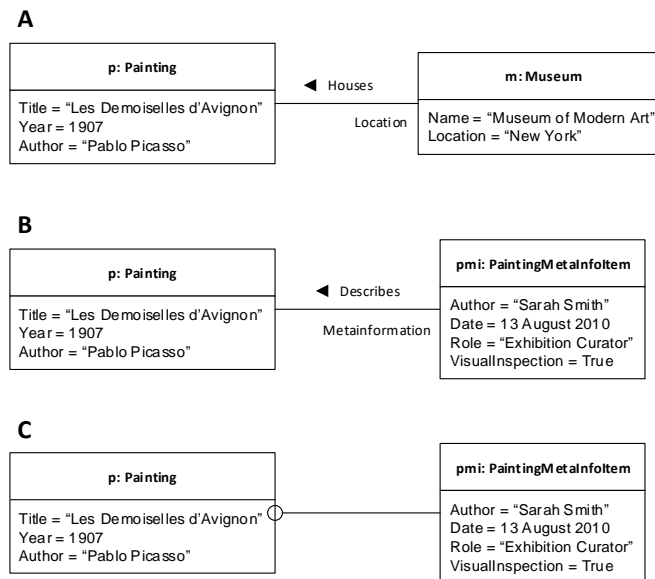 A
p: Painting
Title = “Les Demoiselles d’Avignon”
Year = 1907
Author = “Pablo Picasso”
◄ Houses
Location
m: Museum
Name = “Museum of Modern Art”
Location = “New York”
B
p: Painting
Title = “Les Demoiselles d’Avignon”
Year = 1907
Author = “Pablo Picasso”
◄ Describes
Metainformation
pmi: PaintingMetaInfoItem
Author = “Sarah Smith”
Date = 13 August 2010
Role = “Exhibition Curator”
VisualInspection = True
C
p: Painting
Title = “Les Demoiselles d’Avignon”
Year = 1907
Author = “Pablo Picasso”
pmi: PaintingMetaInfoItem
Author = “Sarah Smith”
Date = 13 August 2010
Role = “Exhibition Curator”
VisualInspection = True